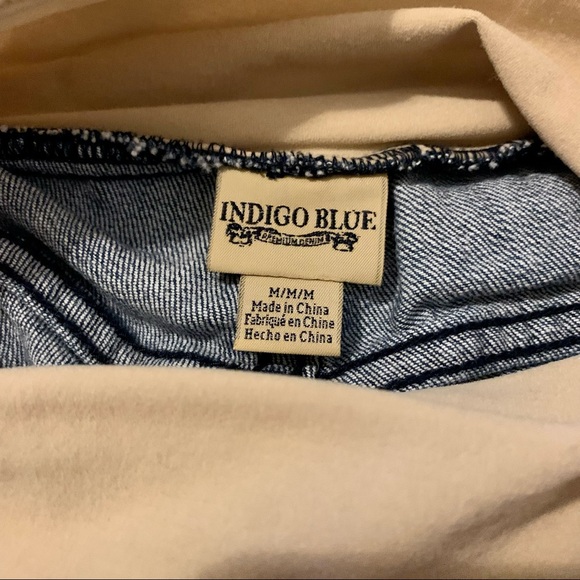 INDIGO BLUE
PREMIUM DENIM
M/M/M
Made in China
Fabriqué en Chine
Hecho en China